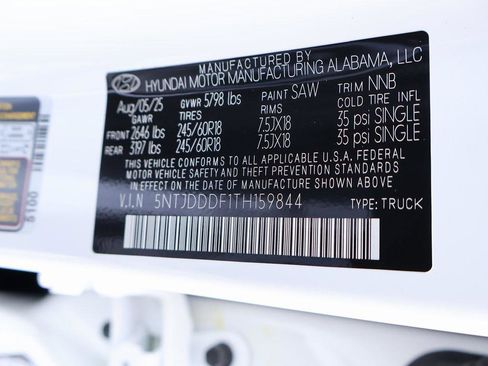 MANUFACTURED BY
HYUNDAI MOTOR MANUFACTURING ALABAMA, LLC
Aug/05/25 GVWR 5798 lbs PAINT SAW TRIM NNB
GAWR TIRES RIMS COLD TIRE INFL
FRONT 2646 lbs 245/60R18 7.5JX18 35 psi SINGLE
REAR 3197 lbs 245/60R18 7.5JX18 35 psi SINGLE
THIS VEHICLE CONFORMS TO ALL APPLICABLE U.S.A. FEDERAL
MOTOR VEHICLE SAFETY AND THEFT PREVENTION STANDARDS
IN EFFECT ON THE DATE OF MANUFACTURE SHOWN ABOVE.
V.I.N 5NTJDDDF1TH159844 TYPE: TRUCK